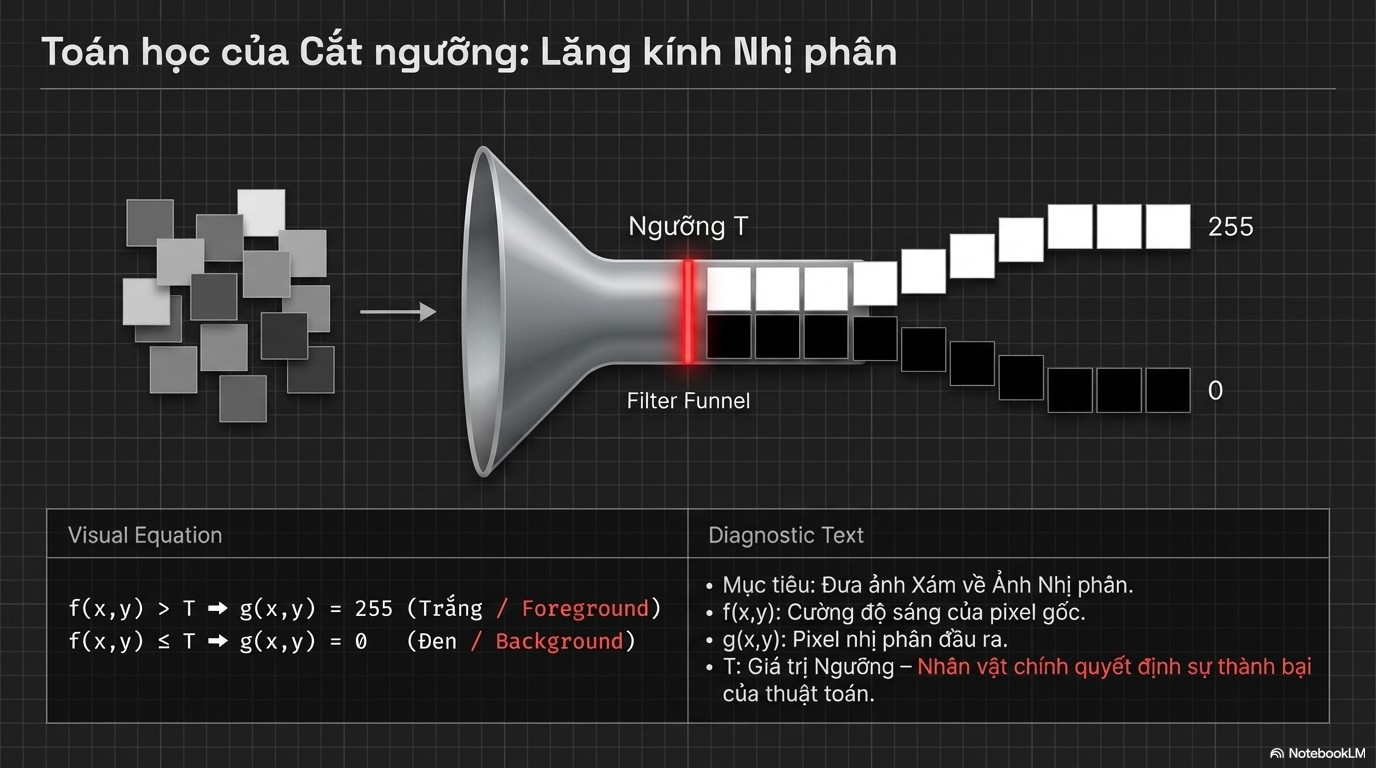 Toán học của Cắt ngưỡng: Lăng kính Nhị phân
Ngưỡng T
255
Filter Funnel
0
Visual Equation
f(x,y) > T ➡ g(x,y) = 255 (Trắng / Foreground)
f(x,y) ≤ T ➡ g(x,y) = 0 (Đen / Background)
Diagnostic Text
• Mục tiêu: Đưa ảnh Xám về Ảnh Nhị phân.
• f(x,y): Cường độ sáng của pixel gốc.
• g(x,y): Pixel nhị phân đầu ra.
• T: Giá trị Ngưỡng – Nhân vật chính quyết định sự thành bại
của thuật toán.
NotebookLM